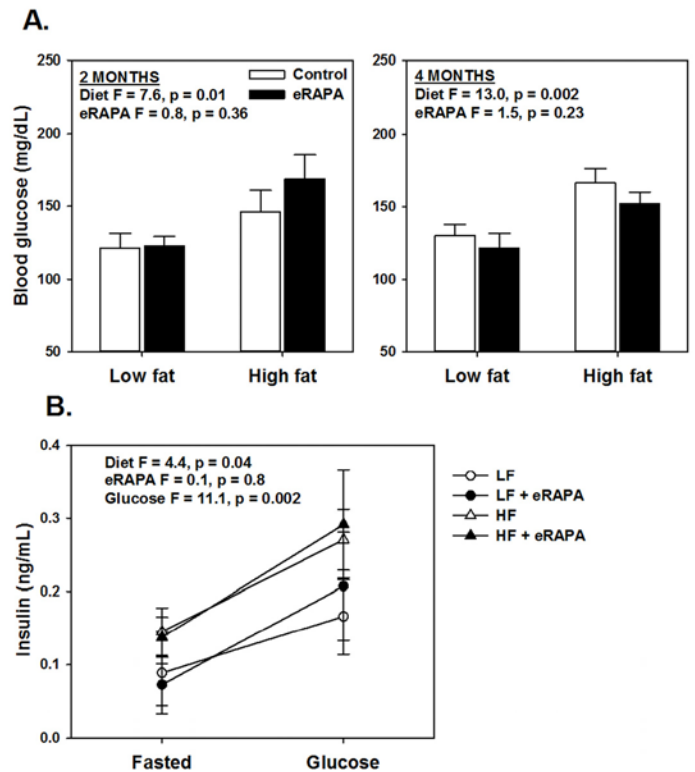 A.
2 MONTHS
Diet F = 7.6, p = 0.01
eRAPA F = 0.8, p = 0.36
Control
eRAPA
4 MONTHS
Diet F = 13.0, p = 0.002
eRAPA F = 1.5, p = 0.23
Blood glucose (mg/dL)
250
200
150
100
50
250
200
150
100
50
Low fat
High fat
Low fat
High fat
B.
Diet F = 4.4, p = 0.04
eRAPA F = 0.1, p = 0.8
Glucose F = 11.1, p = 0.002
LF
LF + eRAPA
HF
HF + eRAPA
Insulin (ng/mL)
0.4
0.3
0.2
0.1
0.0
Fasted
Glucose